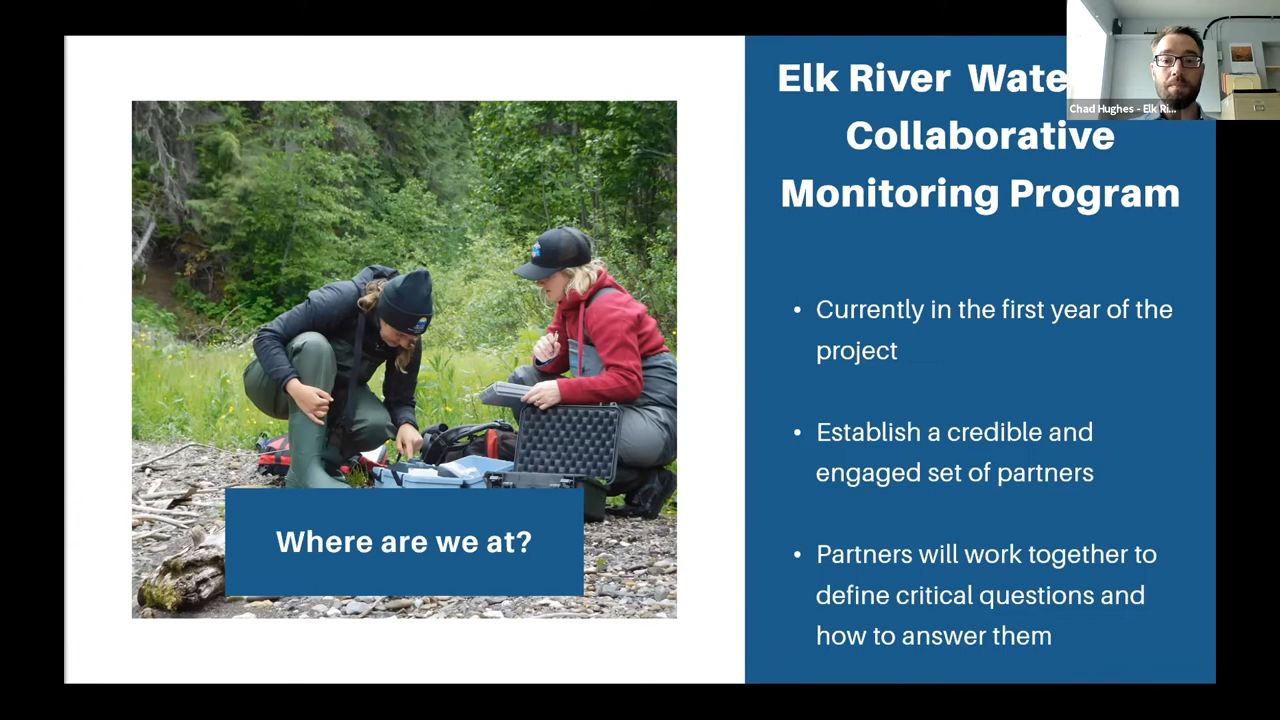 Elk River Wate
Collaborative
Monitoring Program
Chad Hughes - Elk Ri...
• Currently in the first year of the
project
• Establish a credible and
engaged set of partners
• Partners will work together to
define critical questions and
how to answer them
Where are we at?